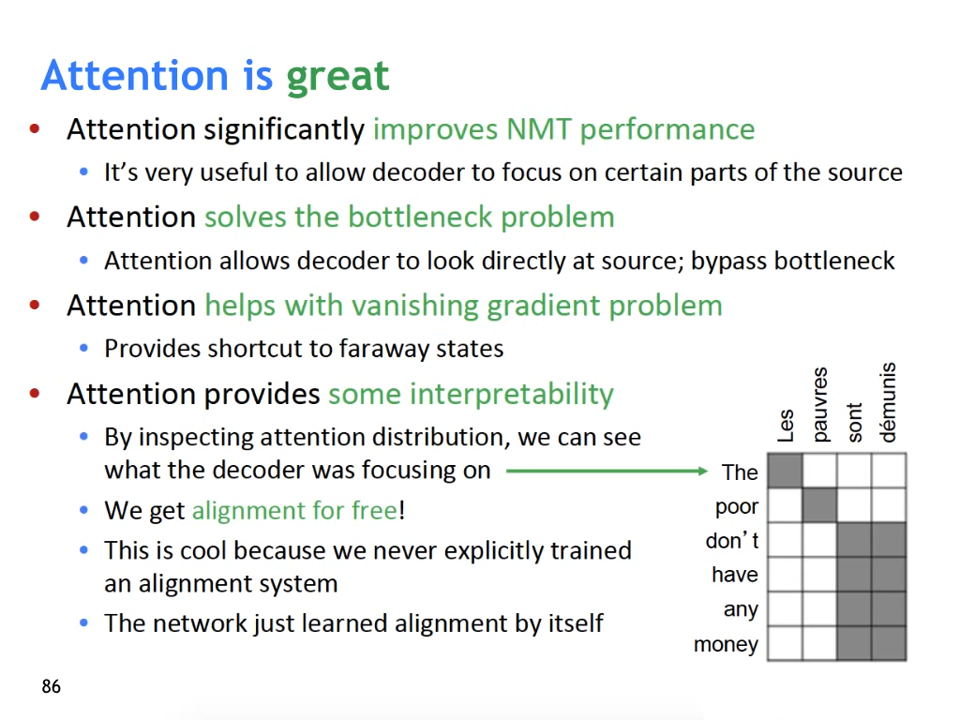 Attention is great
• Attention significantly improves NMT performance
• It's very useful to allow decoder to focus on certain parts of the source
• Attention solves the bottleneck problem
• Attention allows decoder to look directly at source; bypass bottleneck
• Attention helps with vanishing gradient problem
• Provides shortcut to faraway states
• Attention provides some interpretability
• By inspecting attention distribution, we can see
what the decoder was focusing on
• We get alignment for free!
• This is cool because we never explicitly trained
an alignment system
• The network just learned alignment by itself
Les
pauvres
sont
démunis
The
poor
don't
have
any
money
86